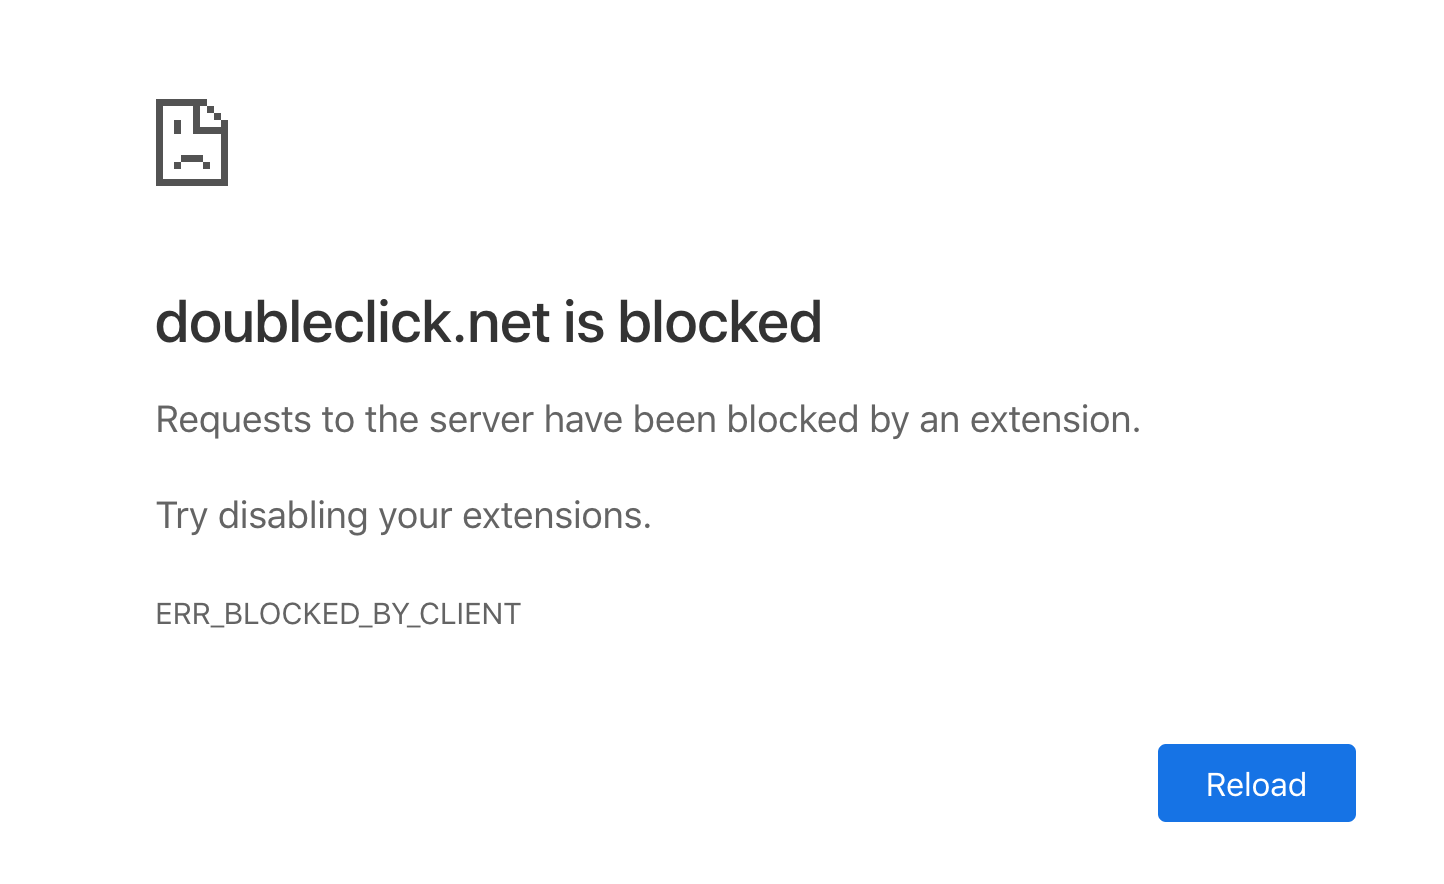 doubleclick.net is blocked
Requests to the server have been blocked by an extension.
Try disabling your extensions.
ERR_BLOCKED_BY_CLIENT
Reload